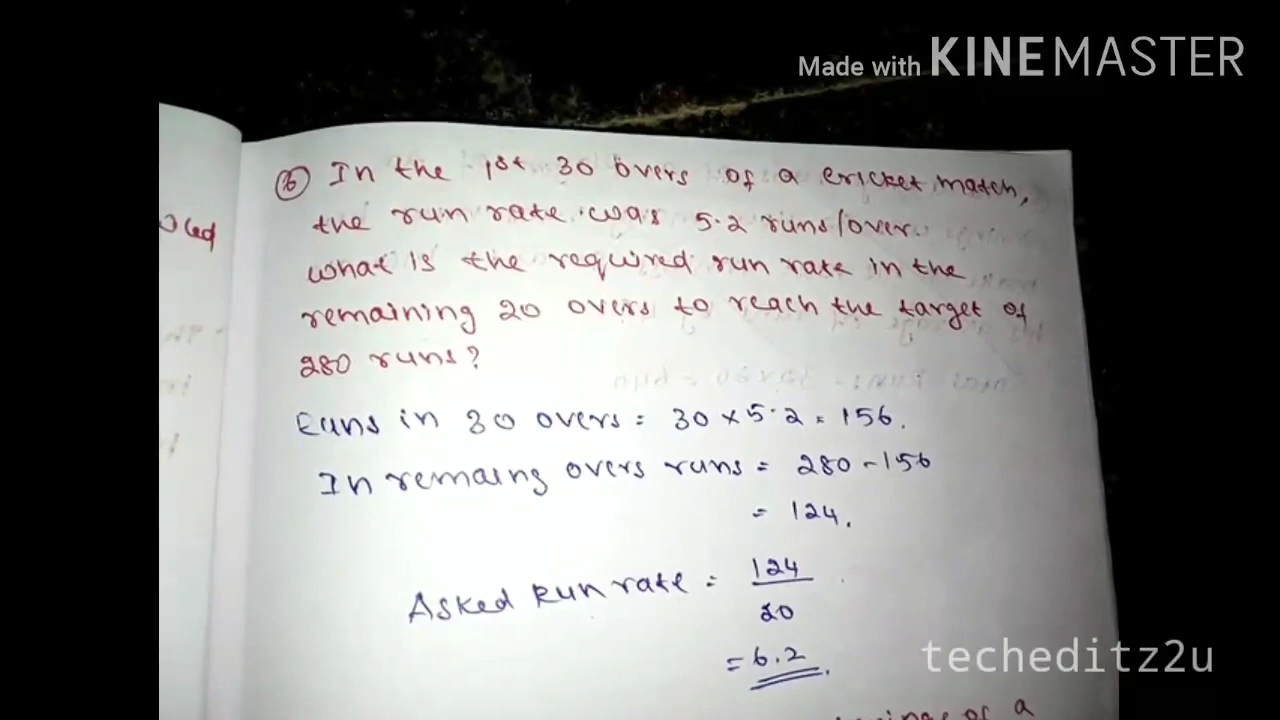 Made with KINEMASTER
⑥ In the 1st 30 overs of a cricket match,
the run rate was 5.2 runs/over.
what is the required run rate in the
remaining 20 overs to reach the target of
280 runs?
Runs in 30 overs = 30 × 5.2 = 156.
In remaing overs runs = 280 - 156
= 124.
Asked Run rate = 124
20
= 6.2.
techeditz2u
of a